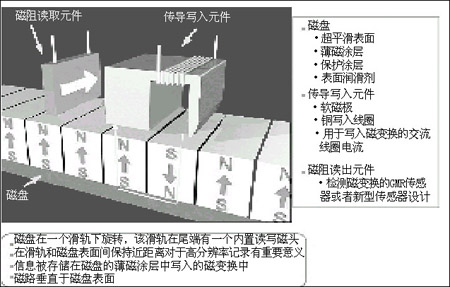 磁阻读取元件
传导写入元件
N
S
N
S
N
S
S
N
N
S
N
S
磁盘
磁盘
・超平滑表面
・薄磁涂层
・保护涂层
・表面润滑剂
传导写入元件
・软磁极
・铜写入线圈
・用于写入磁变换的交流
线圈电流
磁阻读出元件
・检测磁变换的GMR传感
器或者新型传感器设计
磁盘在一个滑轨下旋转，该滑轨在尾端有一个内置读写磁头
在滑轨和磁盘表面间保持近距离对于高分辨率记录有重要意义
信息被存储在磁盘的薄磁涂层中写入的磁变换中
磁路垂直于磁盘表面